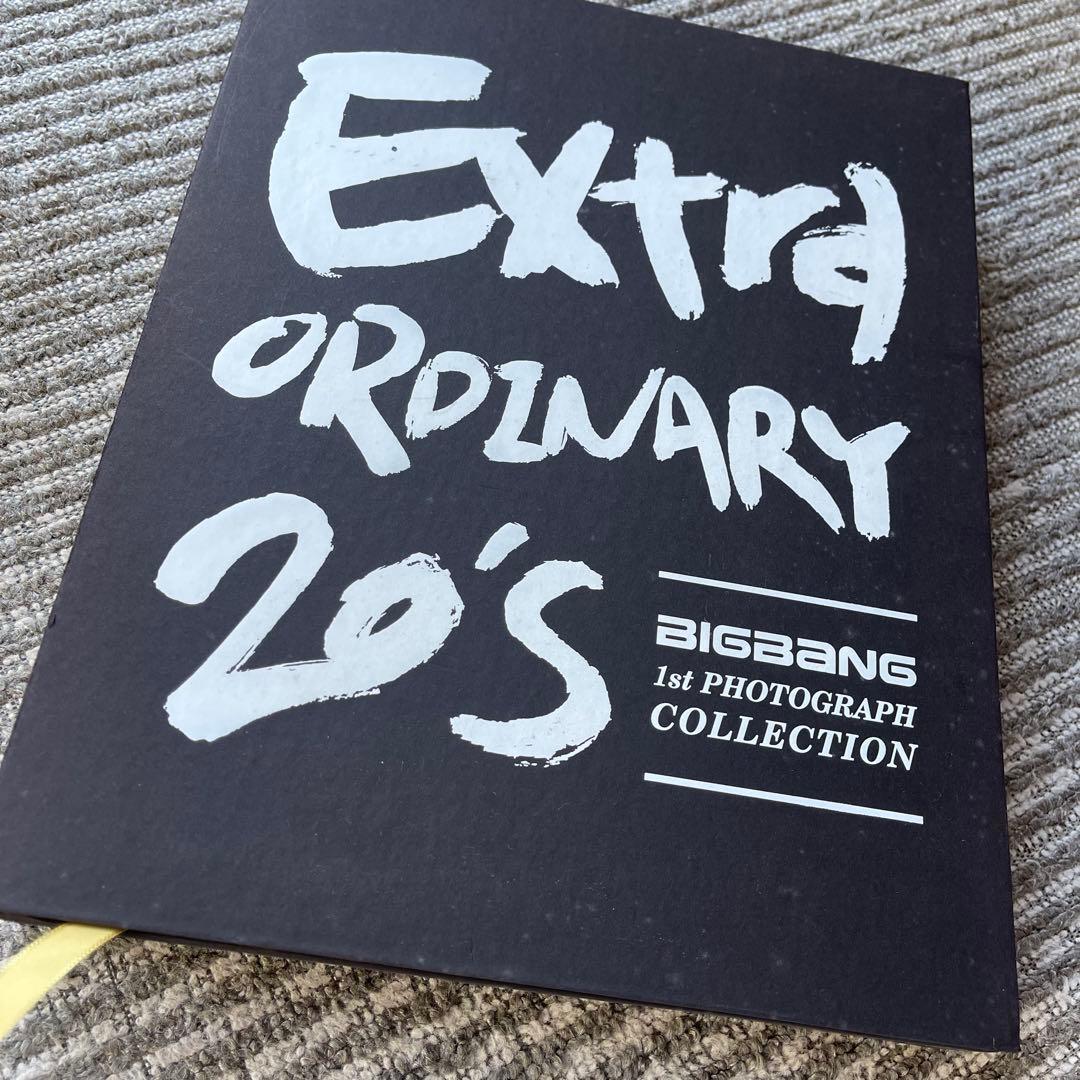 Extra
ORDINARY
20's
BIGBANG
1st PHOTOGRAPH
COLLECTION